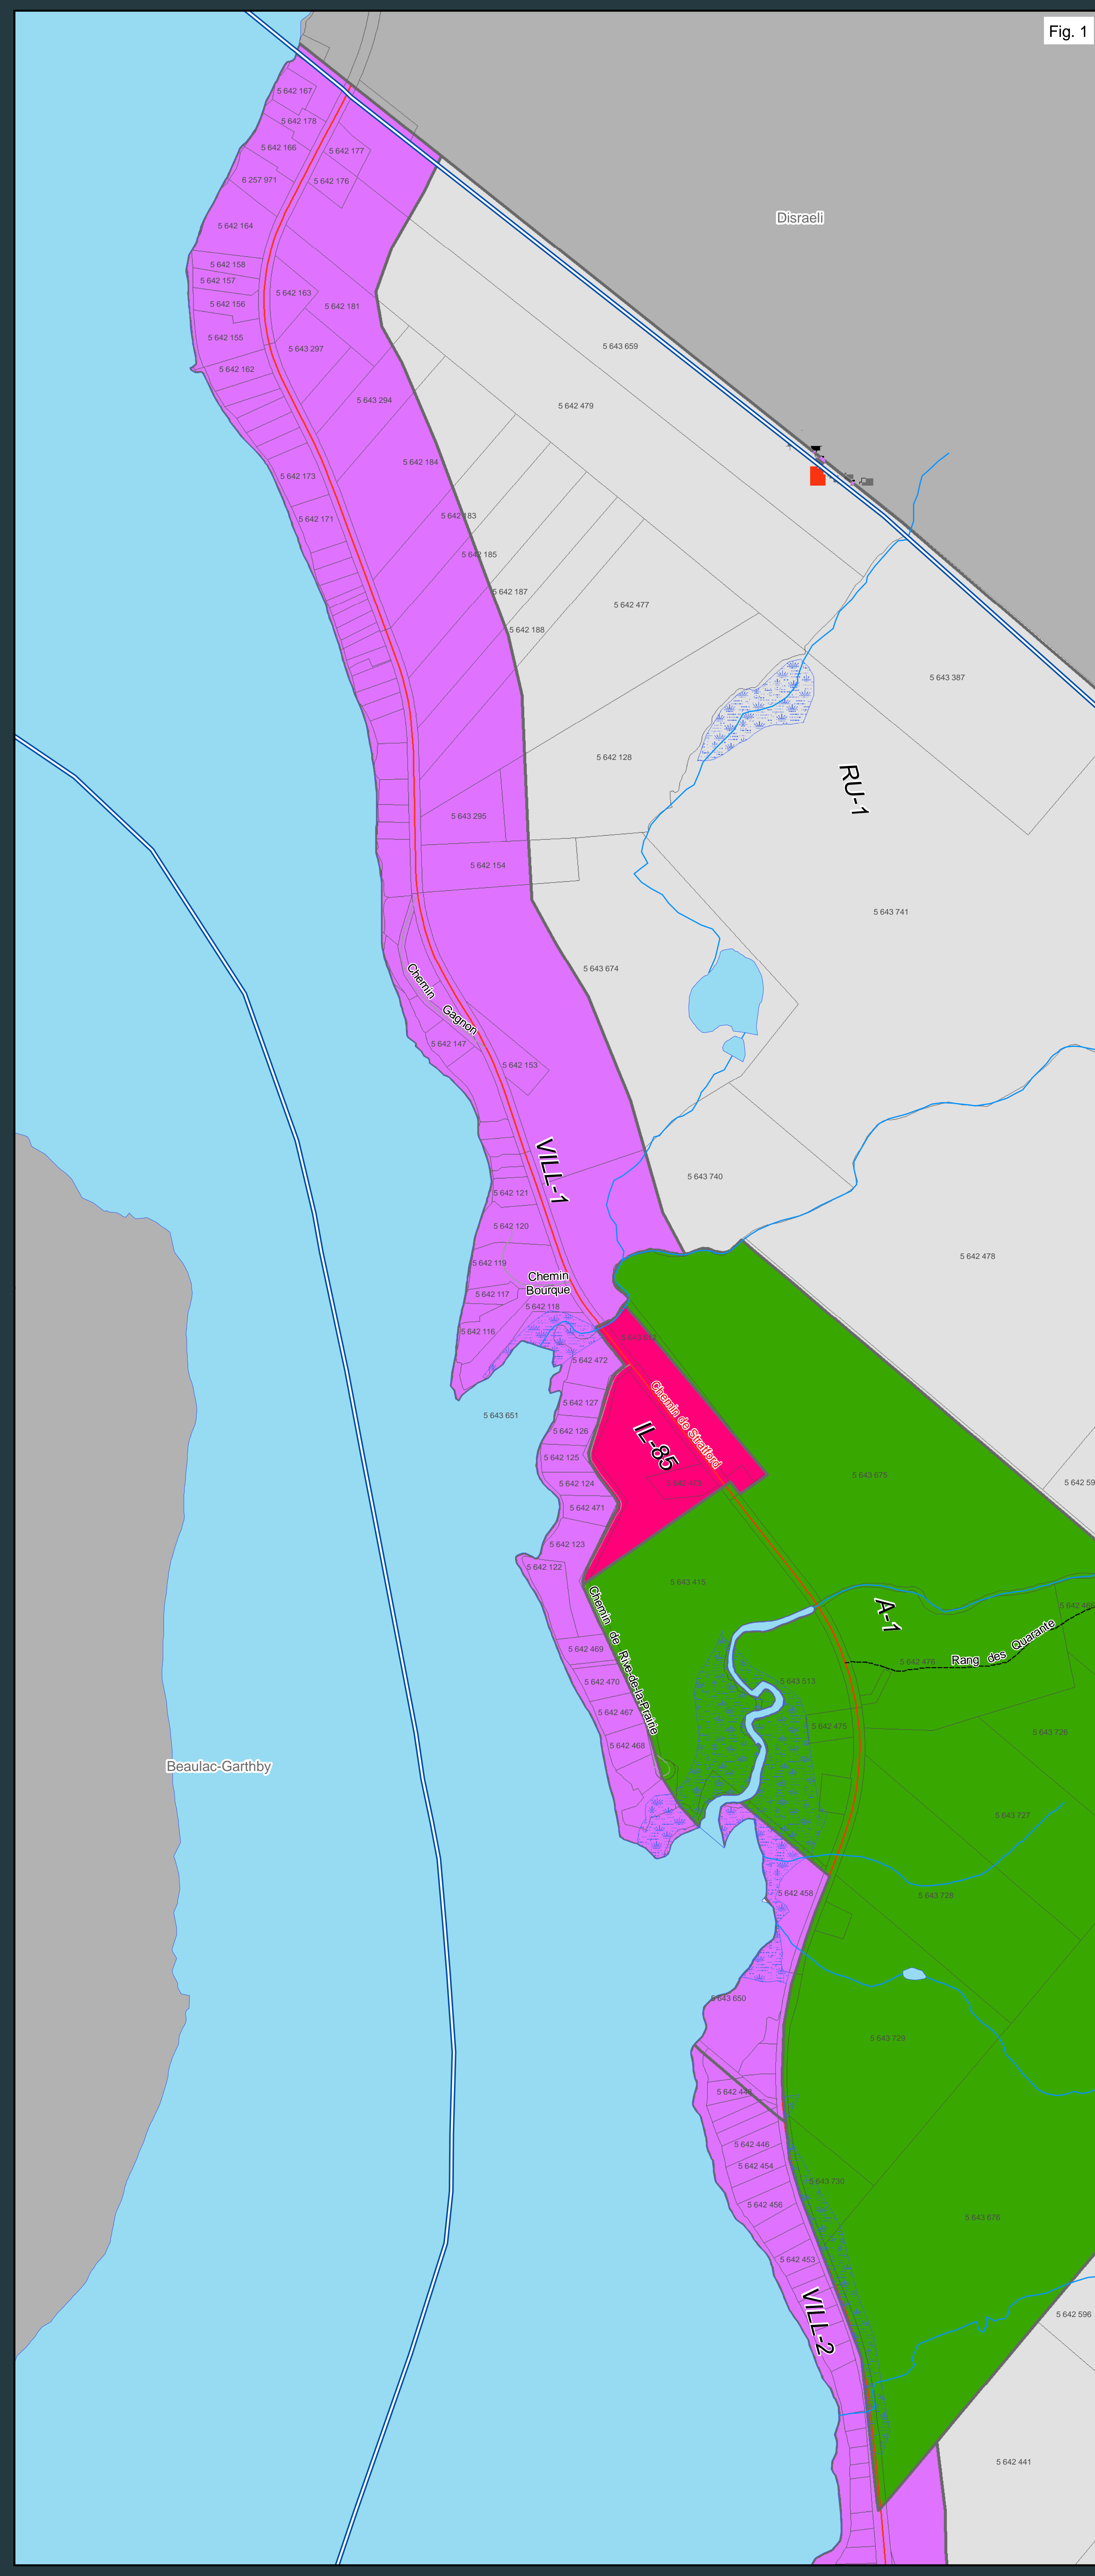 Fig. 1
5 642 167
5 642 178
5 642 166
5 642 177
6 257 971
5 642 176
Disraeli
5 642 164
5 642 158
5 642 157
5 642 163
5 642 156
5 642 181
5 642 155
5 643 297
5 643 659
5 642 162
5 643 294
5 642 479
5 642 184
5 642 173
5 642 171
5 642 183
5 642 185
5 642 187
5 642 477
5 642 188
5 643 387
5 642 128
RU-1
5 643 295
5 642 154
5 643 741
5 643 674
Chemin Gagnon
5 642 147
5 642 153
VILL-1
5 643 740
5 642 121
5 642 120
5 642 478
5 642 119
Chemin
Bourque
5 642 117
5 642 118
5 642 116
5 642 472
5 642 127
5 643 651
Chemin de Stratford
5 642 126
IL-85
5 642 125
5 643 675
5 642 124
5 642 59
5 642 471
5 642 123
5 642 122
5 643 418
Chemin de Rive-de-la-Prairie
A-1
5 642 466
Rang des Quarante
5 642 469
5 642 476
5 642 470
5 643 513
5 642 467
5 642 475
5 643 726
5 642 468
Beaulac-Garthby
5 643 727
5 642 458
5 643 728
5 643 650
5 643 729
5 642 448
5 642 446
5 642 454
5 643 730
5 642 456
5 643 676
5 642 453
VILL-2
5 642 596
5 642 441